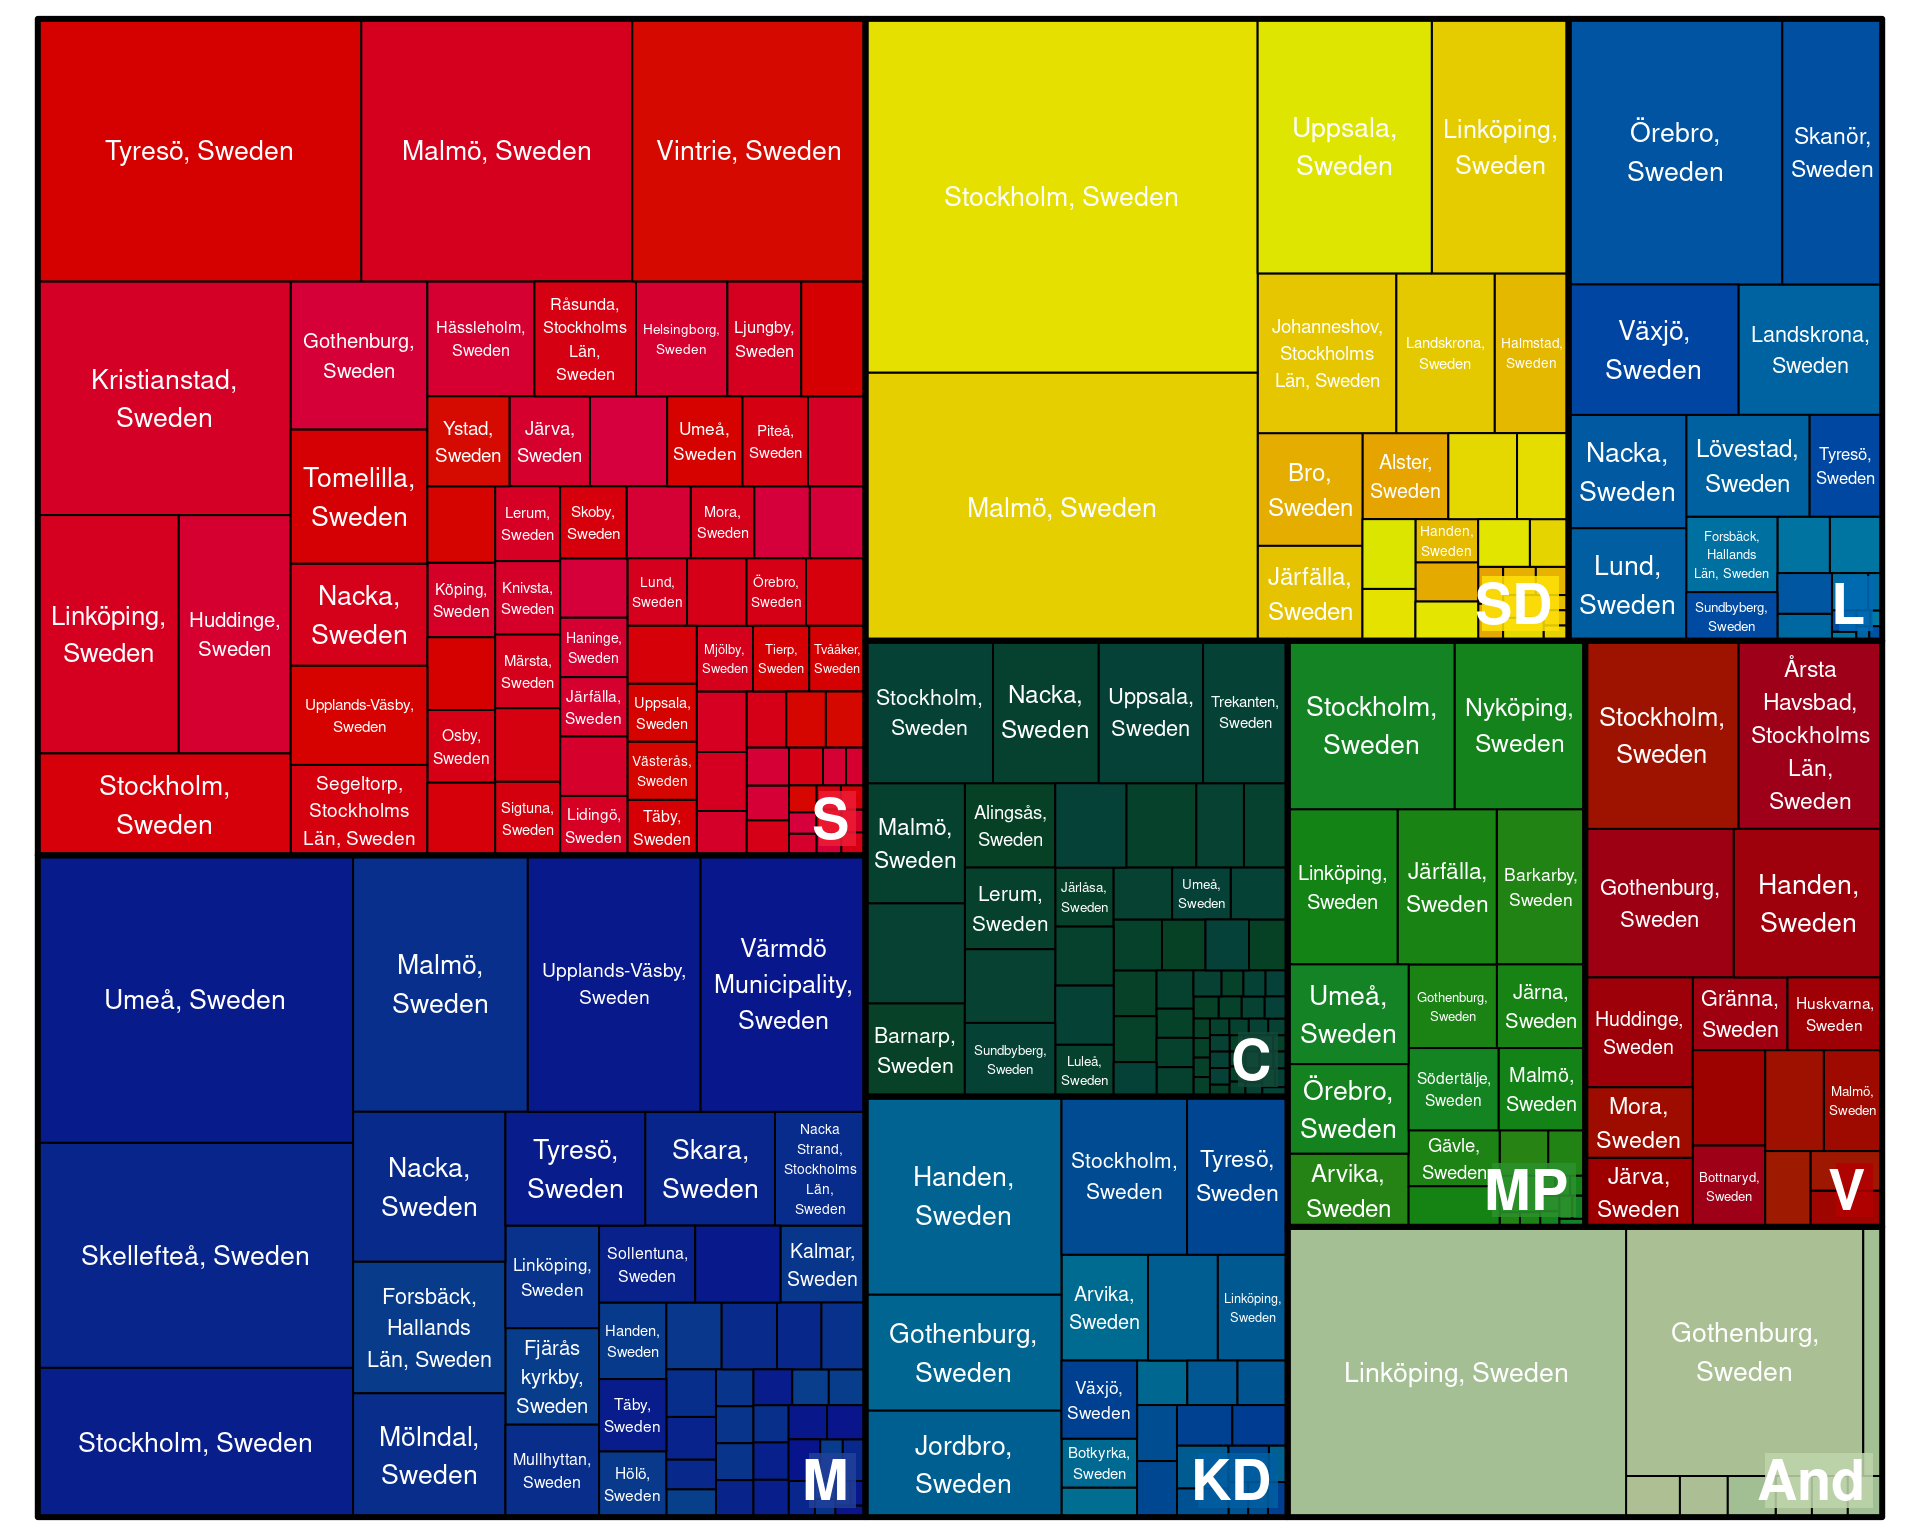 Tyresö, Sweden
Malmö, Sweden
Vintrie, Sweden
Kristianstad,
Sweden
Gothenburg,
Sweden
Hässleholm,
Sweden
Råsunda,
Stockholms
Län,
Sweden
Helsingborg,
Sweden
Ljungby,
Sweden
Ystad,
Sweden
Järva,
Sweden
Umeå,
Sweden
Piteå,
Sweden
Tomelilla,
Sweden
Lerum,
Sweden
Skoby,
Sweden
Mora,
Sweden
Linköping,
Sweden
Huddinge,
Sweden
Nacka,
Sweden
Köping,
Sweden
Knivsta,
Sweden
Lund,
Sweden
Örebro,
Sweden
Haninge,
Sweden
Mjölby,
Sweden
Tierp,
Sweden
Tvååker,
Sweden
Upplands-Väsby,
Sweden
Märsta,
Sweden
Järfälla,
Sweden
Uppsala,
Sweden
Osby,
Sweden
Västerås,
Sweden
Stockholm,
Sweden
Segeltorp,
Stockholms
Län, Sweden
Sigtuna,
Sweden
Lidingö,
Sweden
Täby,
Sweden
S
Umeå, Sweden
Malmö,
Sweden
Upplands-Väsby,
Sweden
Värmdö
Municipality,
Sweden
Skellefteå, Sweden
Nacka,
Sweden
Tyresö,
Sweden
Skara,
Sweden
Nacka
Strand,
Stockholms
Län,
Sweden
Forsbäck,
Hallands
Län, Sweden
Linköping,
Sweden
Sollentuna,
Sweden
Kalmar,
Sweden
Fjärås
kyrkby,
Sweden
Handen,
Sweden
Stockholm, Sweden
Mölndal,
Sweden
Täby,
Sweden
Mullhyttan,
Sweden
Hölö,
Sweden
M
Stockholm, Sweden
Uppsala,
Sweden
Linköping,
Sweden
Malmö, Sweden
Johanneshov,
Stockholms
Län, Sweden
Landskrona,
Sweden
Halmstad,
Sweden
Bro,
Sweden
Alster,
Sweden
Handen,
Sweden
Järfälla,
Sweden
SD
Örebro,
Sweden
Skanör,
Sweden
Växjö,
Sweden
Landskrona,
Sweden
Nacka,
Sweden
Lövestad,
Sweden
Tyresö,
Sweden
Lund,
Sweden
Forsbäck,
Hallands
Län, Sweden
Sundbyberg,
Sweden
L
Stockholm,
Sweden
Nacka,
Sweden
Uppsala,
Sweden
Trekanten,
Sweden
Malmö,
Sweden
Alingsås,
Sweden
Lerum,
Sweden
Järlåsa,
Sweden
Umeå,
Sweden
Barnarp,
Sweden
Sundbyberg,
Sweden
Luleå,
Sweden
C
Handen,
Sweden
Stockholm,
Sweden
Tyresö,
Sweden
Gothenburg,
Sweden
Arvika,
Sweden
Linköping,
Sweden
Växjö,
Sweden
Jordbro,
Sweden
Botkyrka,
Sweden
KD
Stockholm,
Sweden
Nyköping,
Sweden
Linköping,
Sweden
Järfälla,
Sweden
Barkarby,
Sweden
Umeå,
Sweden
Gothenburg,
Sweden
Järna,
Sweden
Örebro,
Sweden
Södertälje,
Sweden
Malmö,
Sweden
Arvika,
Sweden
Gävle,
Sweden
MP
Stockholm,
Sweden
Årsta
Havsbad,
Stockholms
Län,
Sweden
Gothenburg,
Sweden
Handen,
Sweden
Huddinge,
Sweden
Gränna,
Sweden
Huskvarna,
Sweden
Mora,
Sweden
Malmö,
Sweden
Järva,
Sweden
Bottnaryd,
Sweden
V
Linköping, Sweden
Gothenburg,
Sweden
And